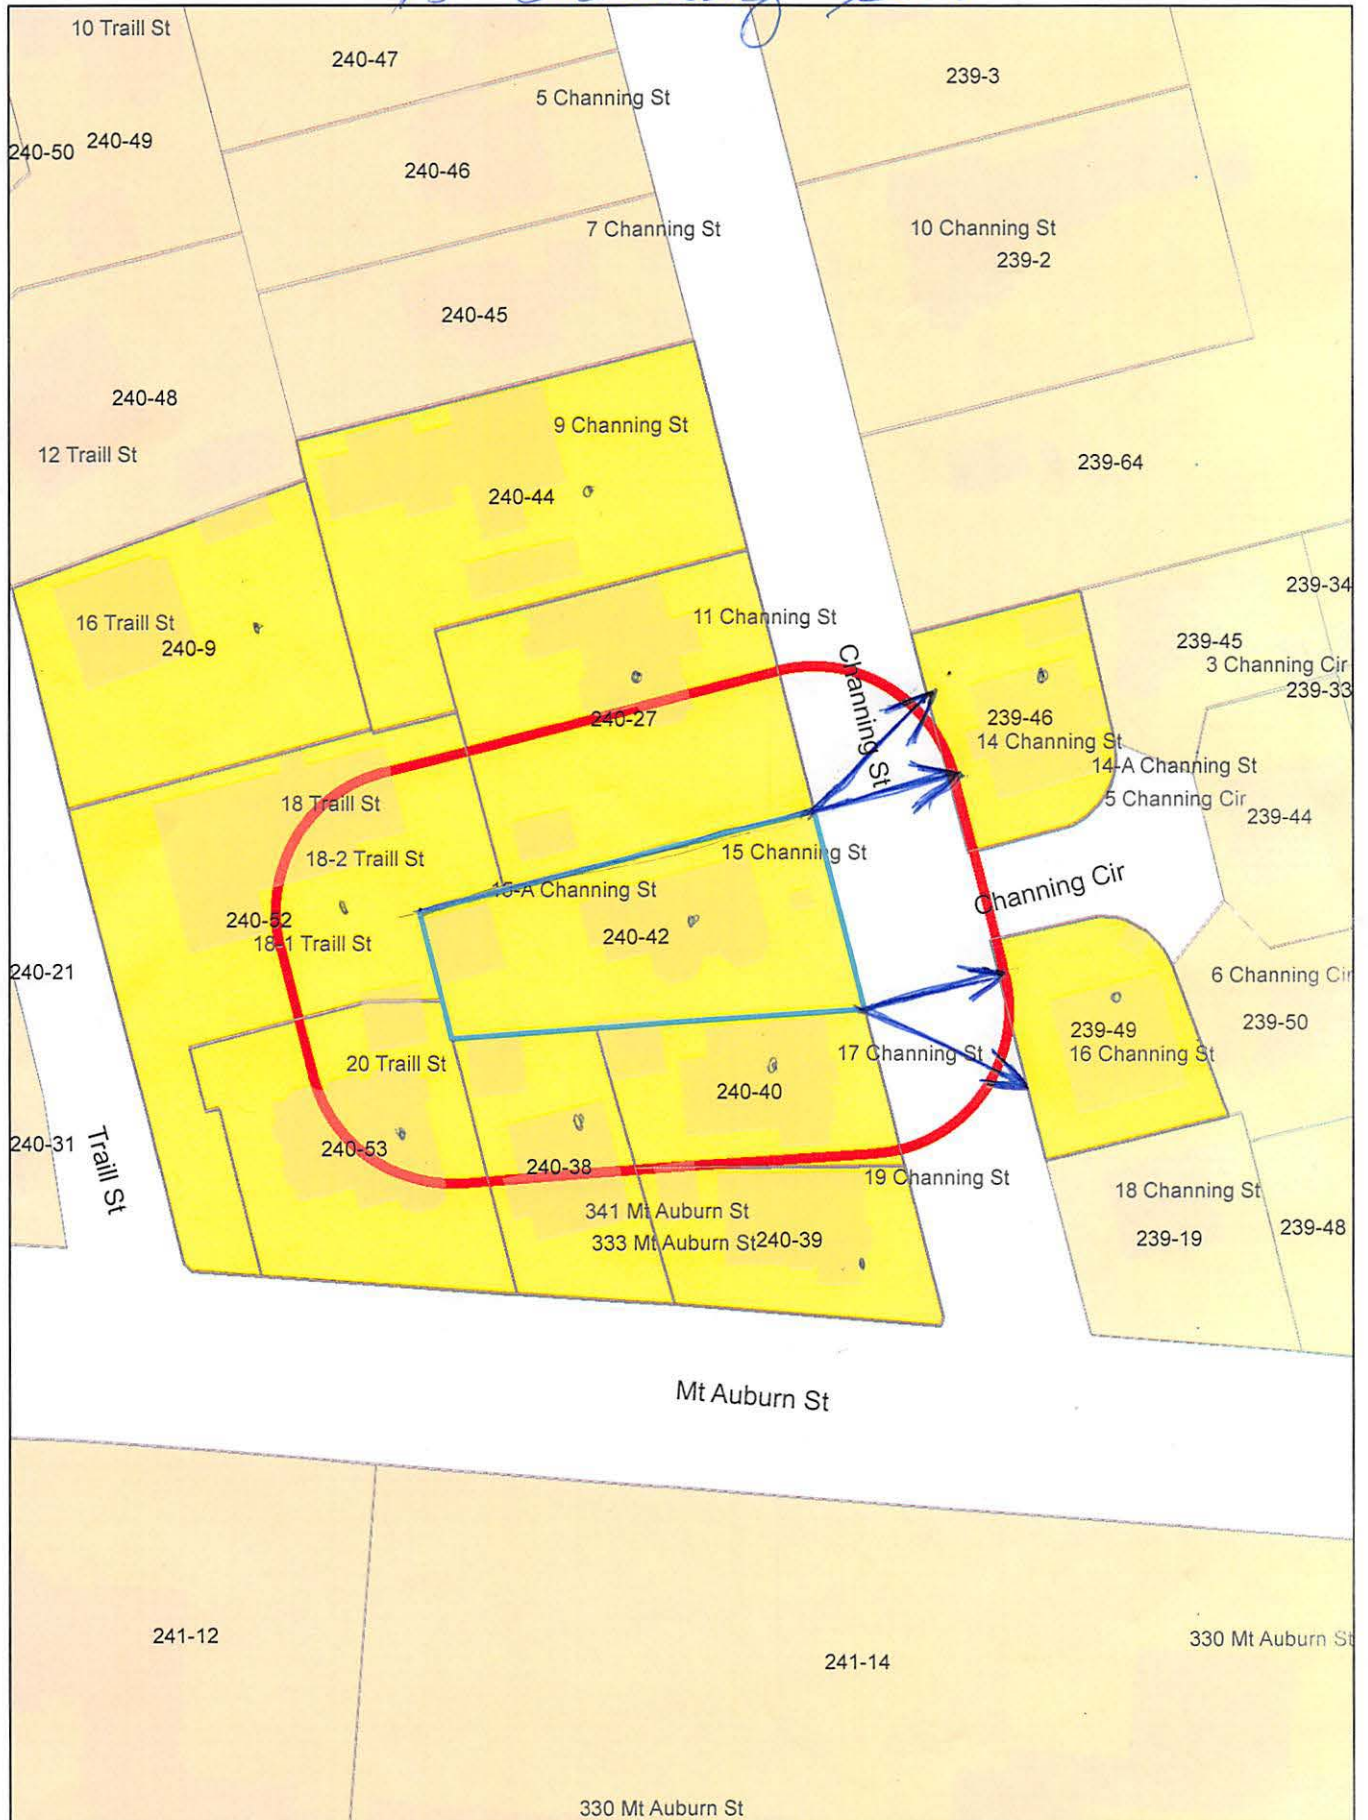 10 Traill St
240-47
239-3
5 Channing St
240-50
240-49
240-46
7 Channing St
10 Channing St
239-2
240-45
240-48
12 Traill St
9 Channing St
239-64
240-44
239-34
16 Traill St
240-9
11 Channing St
239-45
3 Channing Cir
239-33
240-27
Channing St
239-46
14 Channing St
14-A Channing St
5 Channing Cir
239-44
18 Traill St
18-2 Traill St
15 Channing St
15-A Channing St
Channing Cir
240-52
18-1 Traill St
240-42
240-21
6 Channing Cir
239-50
239-49
16 Channing St
20 Traill St
17 Channing St
240-40
240-31
Traill St
240-53
240-38
19 Channing St
18 Channing St
341 Mt Auburn St
333 Mt Auburn St
240-39
239-19
239-48
Mt Auburn St
241-12
241-14
330 Mt Auburn St
330 Mt Auburn St